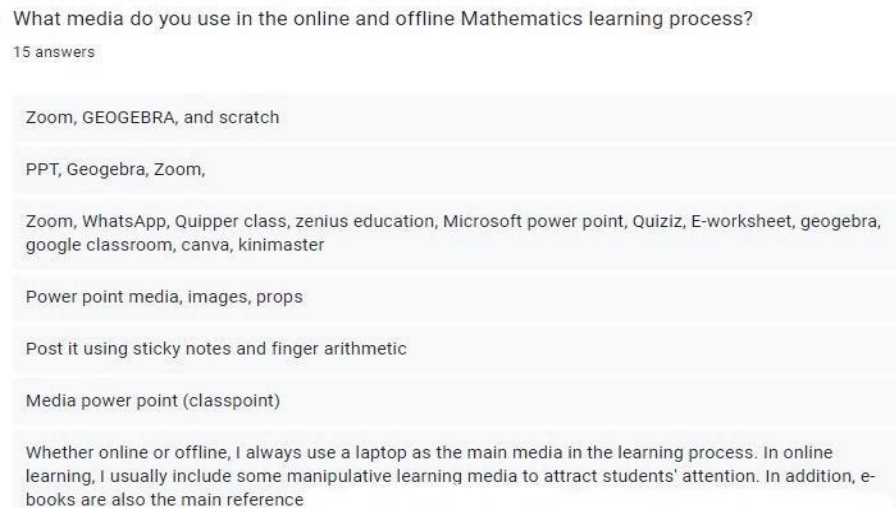 What media do you use in the online and offline Mathematics learning process?
15 answers
Zoom, GEOGEBRA, and scratch
PPT, Geogebra, Zoom,
Zoom, WhatsApp, Quipper class, zenius education, Microsoft power point, Quiziz, E-worksheet, geogebra,
google classroom, canva, kinimaster
Power point media, images, props
Post it using sticky notes and finger arithmetic
Media power point (classpoint)
Whether online or offline, I always use a laptop as the main media in the learning process. In online
learning, I usually include some manipulative learning media to attract students' attention. In addition, e-
books are also the main reference